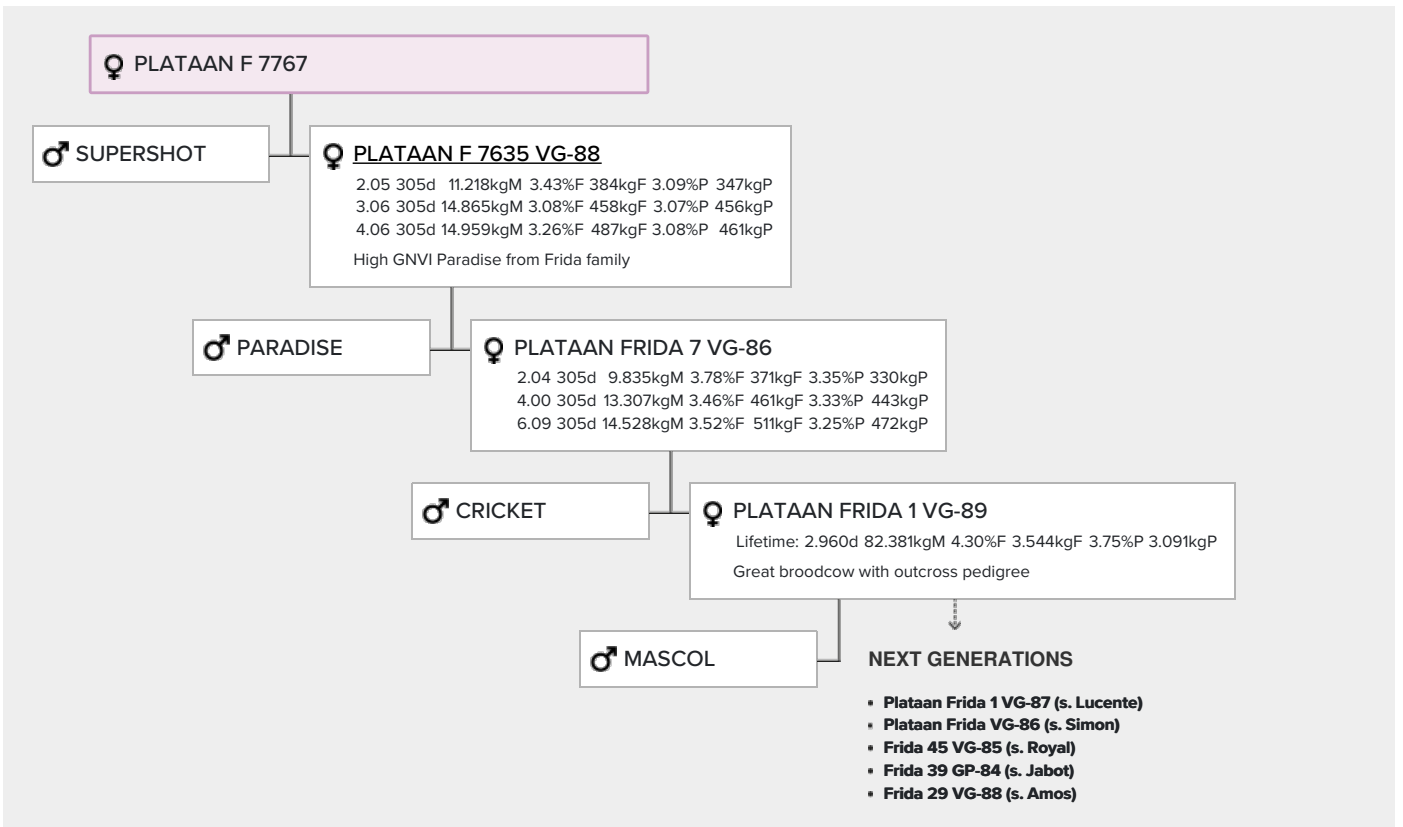 PLATAAN F 7767
SUPERSHOT
PLATAAN F 7635 VG-88
2.05 305d 11.218kgM 3.43%F 384kgF 3.09%P 347kgP
3.06 305d 14.865kgM 3.08%F 458kgF 3.07%P 456kgP
4.06 305d 14.959kgM 3.26%F 487kgF 3.08%P 461kgP
High GNVI Paradise from Frida family
PARADISE
PLATAAN FRIDA 7 VG-86
2.04 305d 9.835kgM 3.78%F 371kgF 3.35%P 330kgP
4.00 305d 13.307kgM 3.46%F 461kgF 3.33%P 443kgP
6.09 305d 14.528kgM 3.52%F 511kgF 3.25%P 472kgP
CRICKET
PLATAAN FRIDA 1 VG-89
Lifetime: 2.960d 82.381kgM 4.30%F 3.544kgF 3.75%P 3.091kgP
Great broodcow with outcross pedigree
MASCOL
NEXT GENERATIONS
• Plataan Frida 1 VG-87 (s. Lucente)
• Plataan Frida VG-86 (s. Simon)
• Frida 45 VG-85 (s. Royal)
• Frida 39 GP-84 (s. Jabot)
• Frida 29 VG-88 (s. Amos)